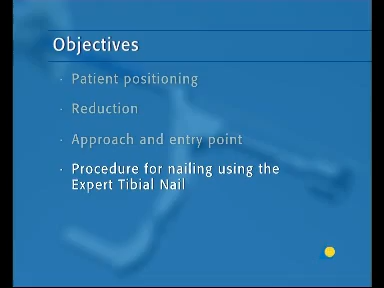 Objectives
· Patient positioning
· Reduction
· Approach and entry point
· Procedure for nailing using the
Expert Tibial Nail